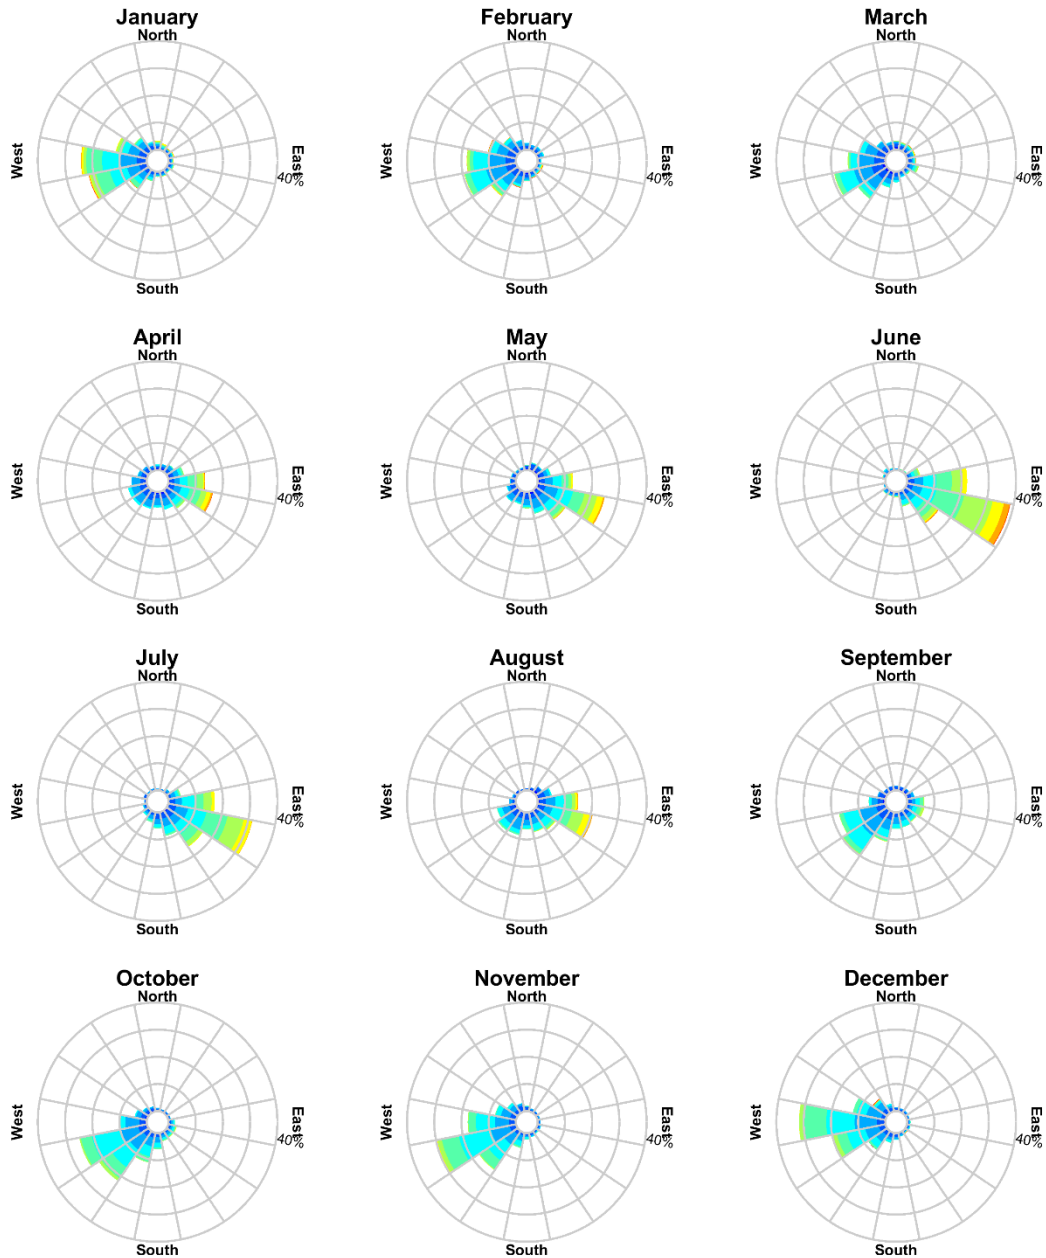 January February March
North North North
West East West East West East
40% 40% 40%
South South South
April May June
North North North
West East West East West East
40% 40% 40%
South South South
July August September
North North North
West East West East West East
40% 40% 40%
South South South
October November December
North North North
West East West East West East
40% 40% 40%
South South South